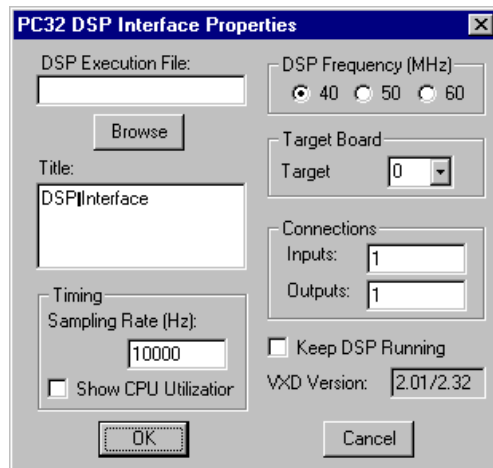 PC32 DSP Interface Properties
DSP Execution File:
Browse
Title:
DSP Interface
Timing
Sampling Rate (Hz):
10000
Show CPU Utilization
OK
DSP Frequency (MHz)
40 50 60
Target Board
Target 0
Connections
Inputs: 1
Outputs: 1
Keep DSP Running
VXD Version: 2.01/2.32
Cancel